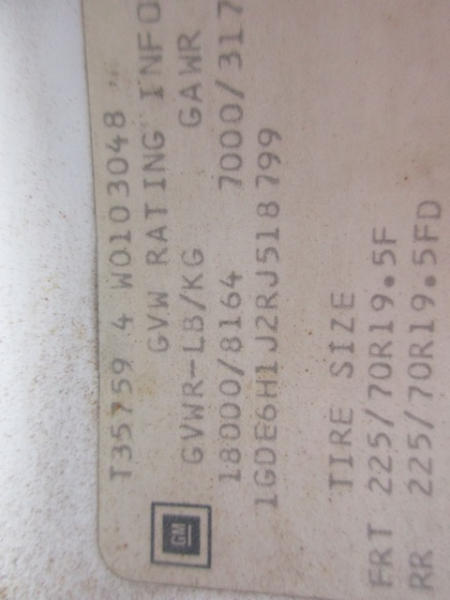 T35759 4 W0103048
GVW RATING INFO
GVWR-LB/KG GAWR
18000/8164 7000/317
1GDE6H1J2RJ518799
TIRE SIZE
FRT 225/70R19.5F
RR 225/70R19.5FD
GM